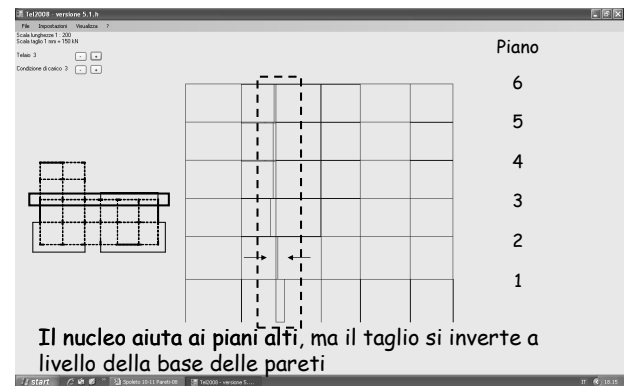 Tel2008 - versione 5.1.h
File Impostazioni Visualizza ?
Scala lunghezze 1 : 200
Scala taglio 1 mm = 150 kN
Telaio 3 - +
Condizione di carico 3 - +
Piano
6
5
4
3
2
1
Il nucleo aiuta ai piani alti, ma il taglio si inverte a
livello della base delle pareti
start
Spoleto 10-11 Pareti 08
Tel2008 - versione 5....
IT
18.15